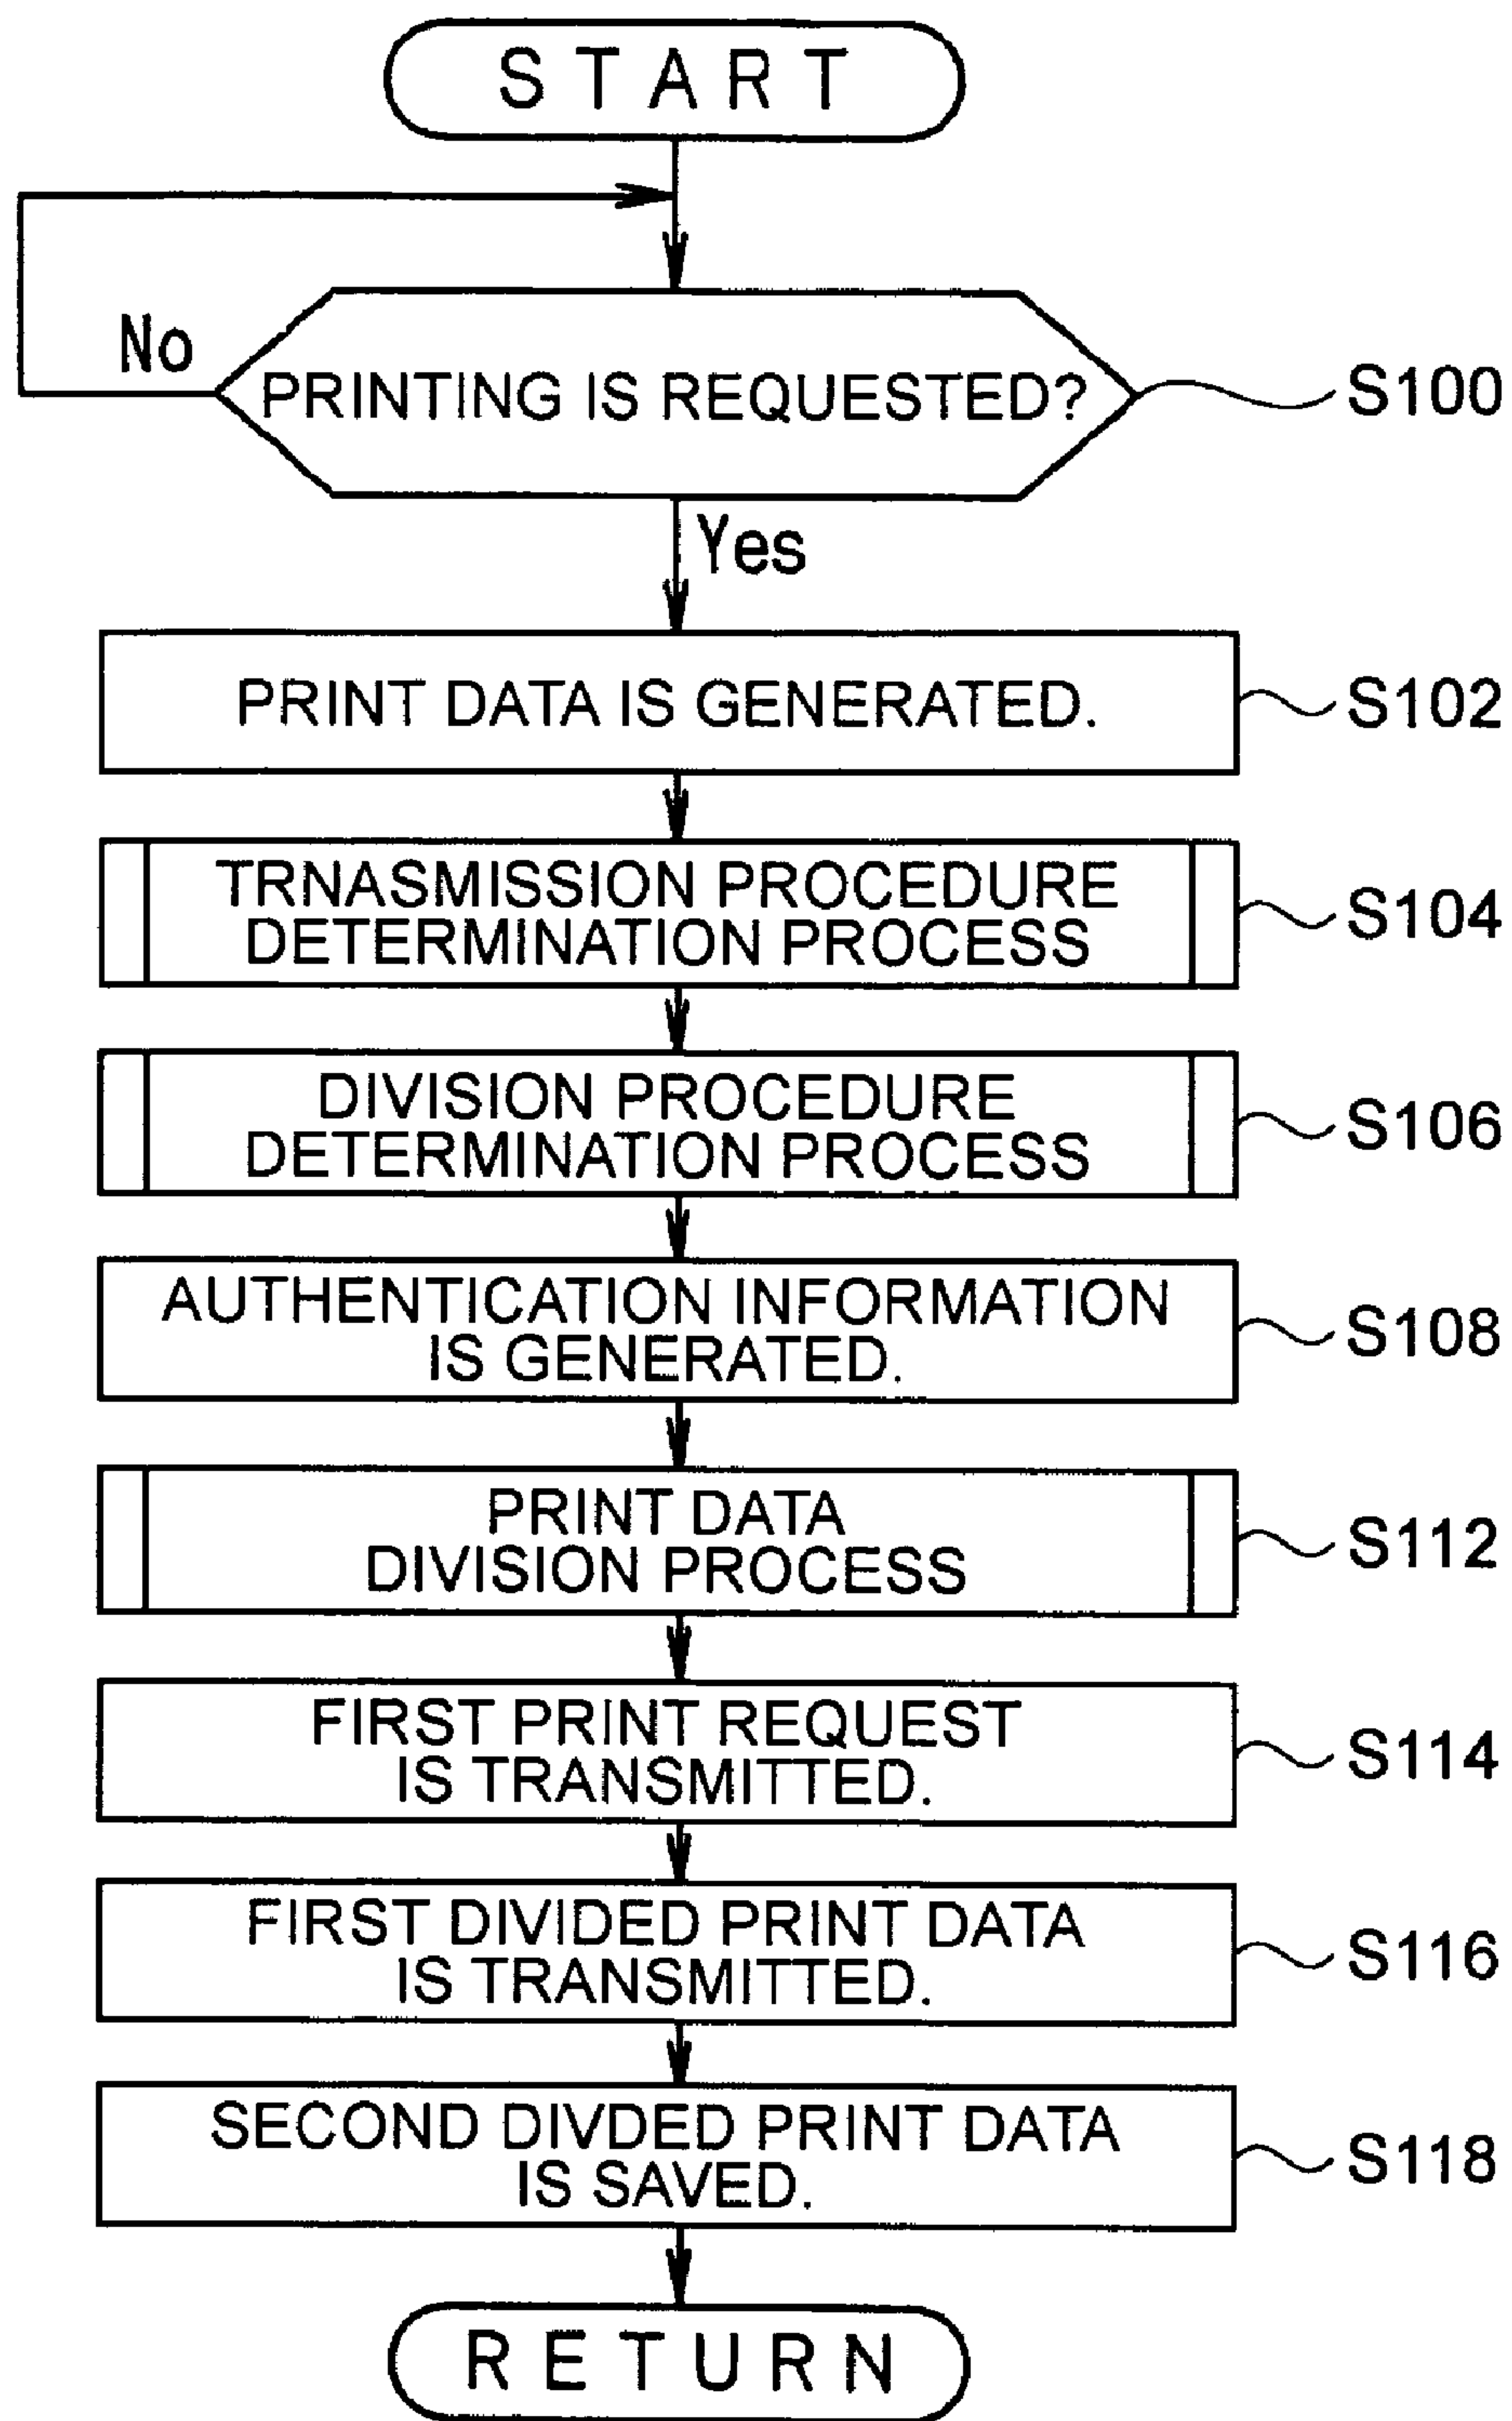 START
No
PRINTING IS REQUESTED?
S100
Yes
PRINT DATA IS GENERATED.
S102
TRNASMISSION PROCEDURE
DETERMINATION PROCESS
S104
DIVISION PROCEDURE
DETERMINATION PROCESS
S106
AUTHENTICATION INFORMATION
IS GENERATED.
S108
PRINT DATA
DIVISION PROCESS
S112
FIRST PRINT REQUEST
IS TRANSMITTED.
S114
FIRST DIVIDED PRINT DATA
IS TRANSMITTED.
S116
SECOND DIVDED PRINT DATA
IS SAVED.
S118
RETURN